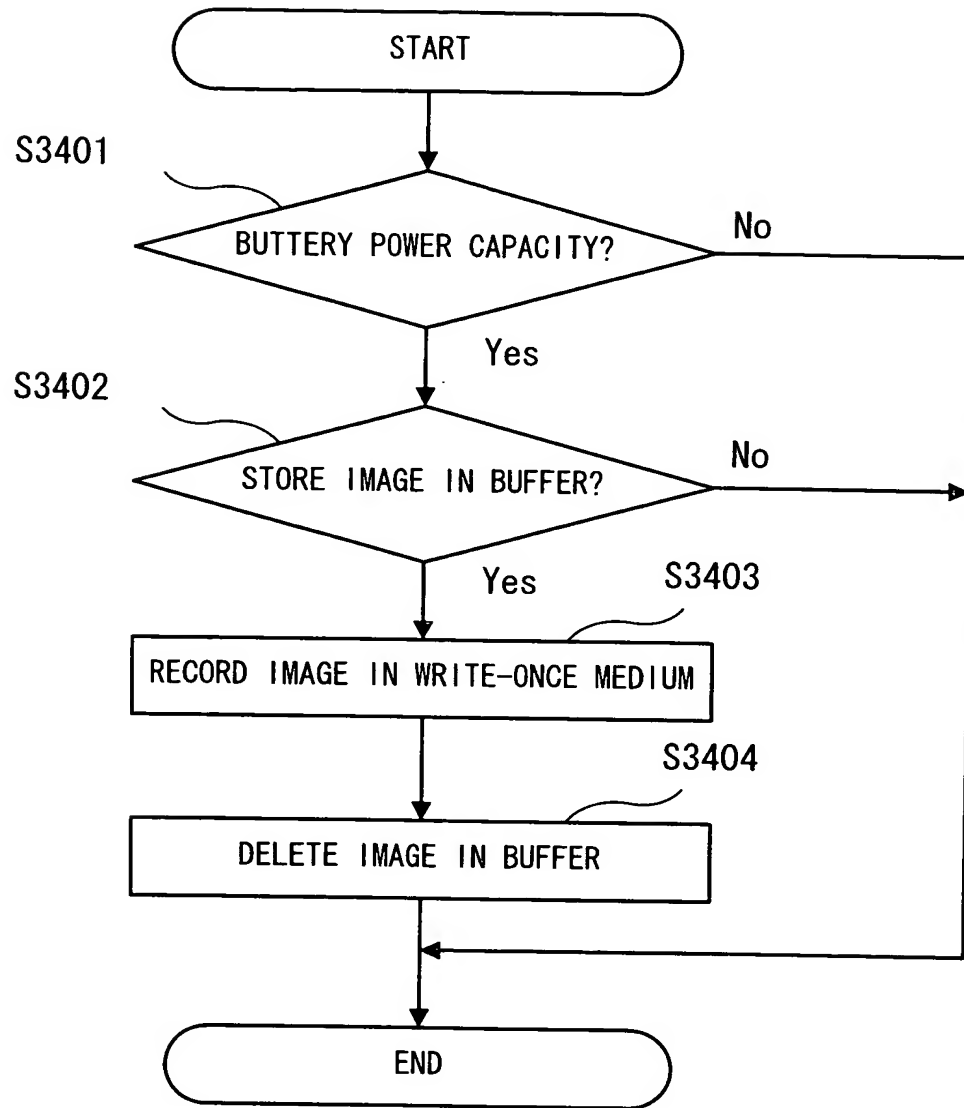 START
S3401
BUTTERY POWER CAPACITY?
No
Yes
S3402
STORE IMAGE IN BUFFER?
No
Yes
S3403
RECORD IMAGE IN WRITE-ONCE MEDIUM
S3404
DELETE IMAGE IN BUFFER
END